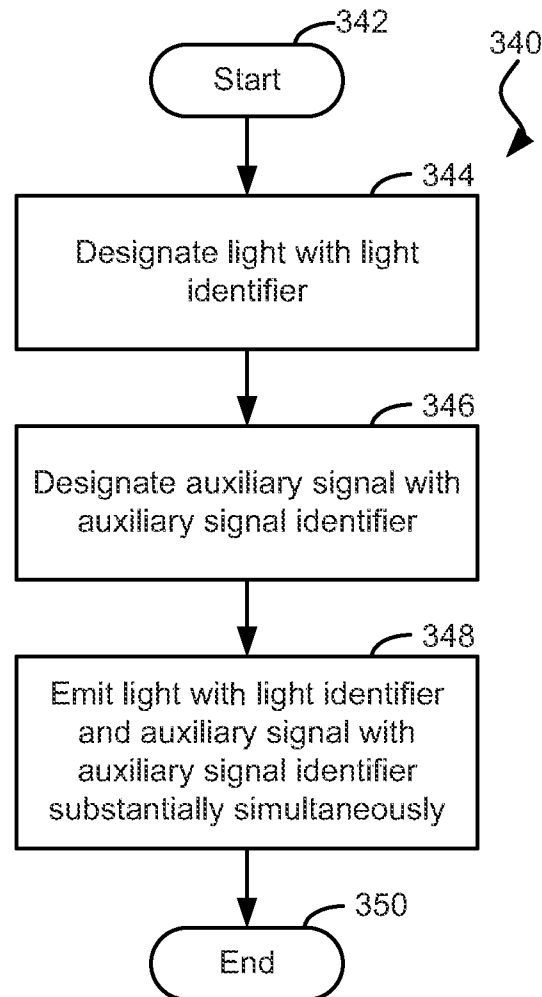 342
Start
340
344
Designate light with light
identifier
346
Designate auxiliary signal with
auxiliary signal identifier
348
Emit light with light identifier
and auxiliary signal with
auxiliary signal identifier
substantially simultaneously
350
End